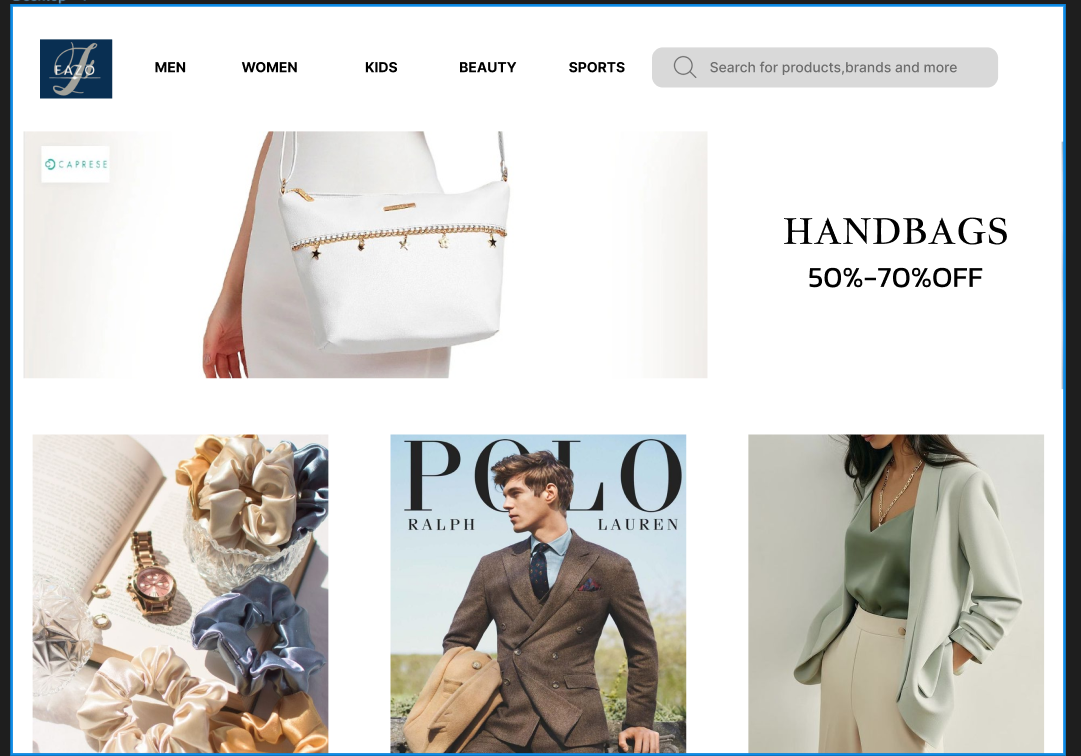 EAZO
MEN
WOMEN
KIDS
BEAUTY
SPORTS
Search for products,brands and more
CAPRESE
HANDBAGS
50%-70%OFF
POLO
RALPH LAUREN